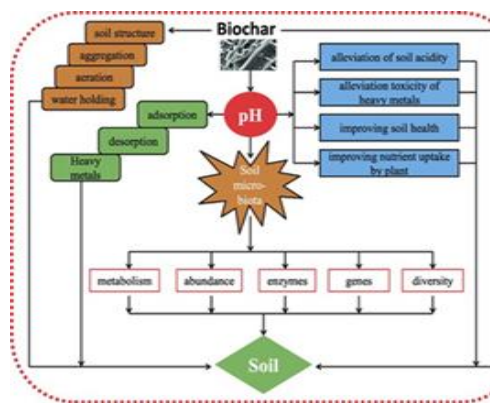 Biochar
soil structure
aggregation
aeration
water holding
adsorption
desorption
Heavy
metals
pH
alleviation of soil acidity
alleviation toxicity of
heavy metals
improving soil health
improving nutrient uptake
by plant
Soil
micro-
biota
metabolism
abundance
enzymes
genes
diversity
Soil